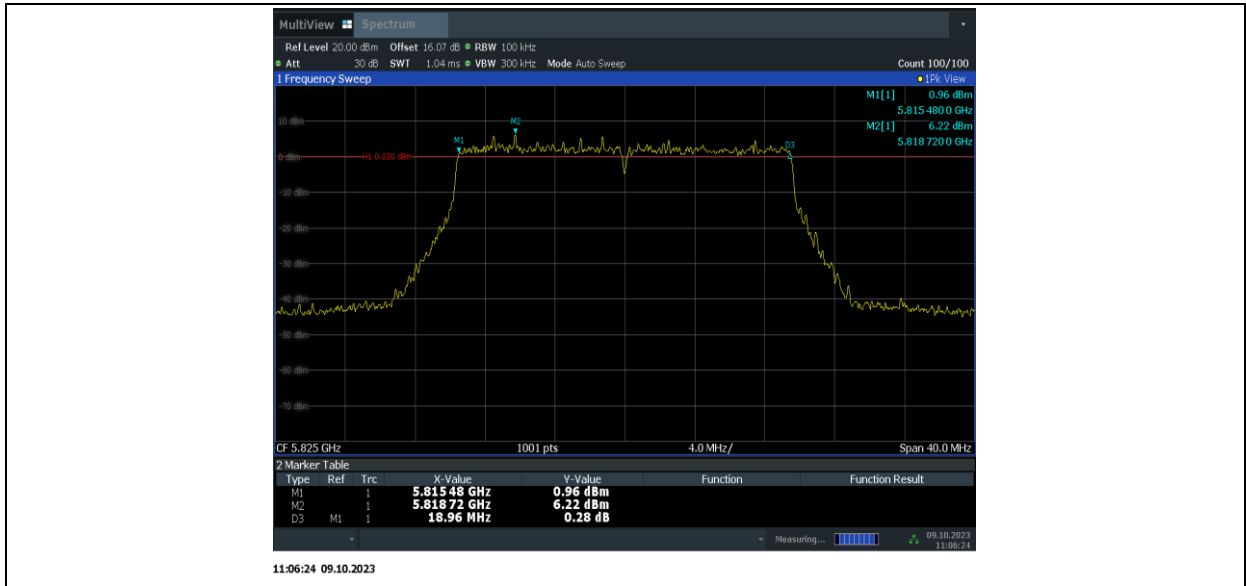 MultiView Spectrum
Ref Level 20.00 dBm Offset 16.07 dB RBW 100 kHz
Att 30 dB SWT 1.04 ms VBW 300 kHz Mode Auto Sweep Count 100/100
1 Frequency Sweep 1Pk View
M1[1] 0.96 dBm
5.815 480 0 GHz
M2[1] 6.22 dBm
5.818 720 0 GHz
10 dBm
M2
M1
D3
0 dBm
H1 0.220 dBm
-10 dBm
-20 dBm
-30 dBm
-40 dBm
-50 dBm
-60 dBm
-70 dBm
CF 5.825 GHz 1001 pts 4.0 MHz/ Span 40.0 MHz
2 Marker Table
Type Ref Trc X-Value Y-Value Function Function Result
M1 1 5.815 48 GHz 0.96 dBm
M2 1 5.818 72 GHz 6.22 dBm
D3 M1 1 18.96 MHz 0.28 dB
Measuring... 09.10.2023
11:06:24
11:06:24 09.10.2023